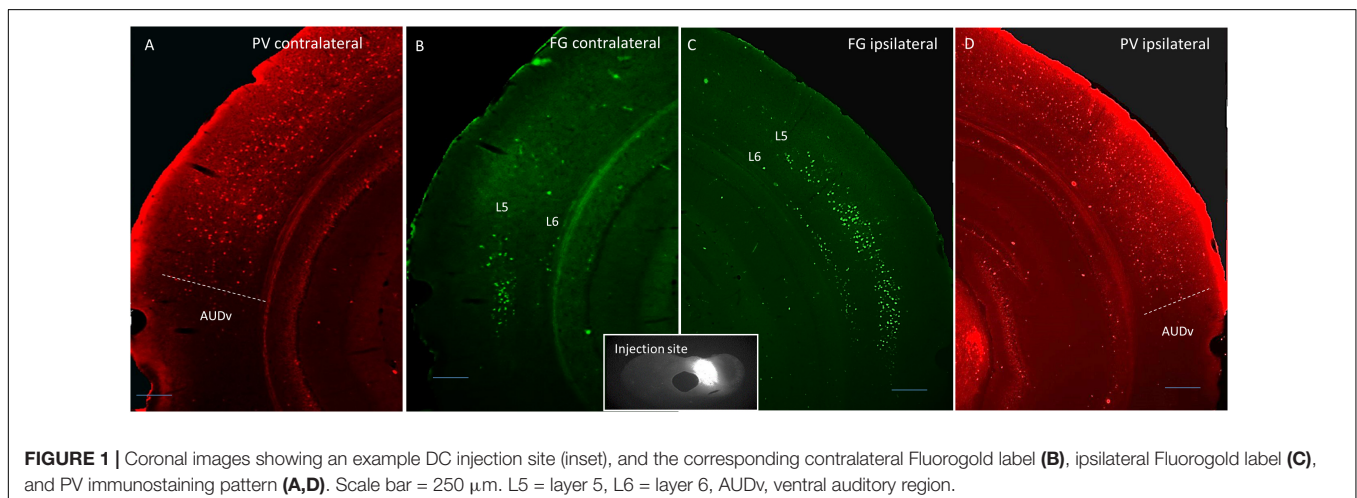 A
PV contralateral
B
FG contralateral
C
FG ipsilateral
D
PV ipsilateral
L5
L6
L5
L6
AUDv
AUDv
Injection site
FIGURE 1 | Coronal images showing an example DC injection site (inset), and the corresponding contralateral Fluorogold label (B), ipsilateral Fluorogold label (C),
and PV immunostaining pattern (A,D). Scale bar = 250 μm. L5 = layer 5, L6 = layer 6, AUDv, ventral auditory region.